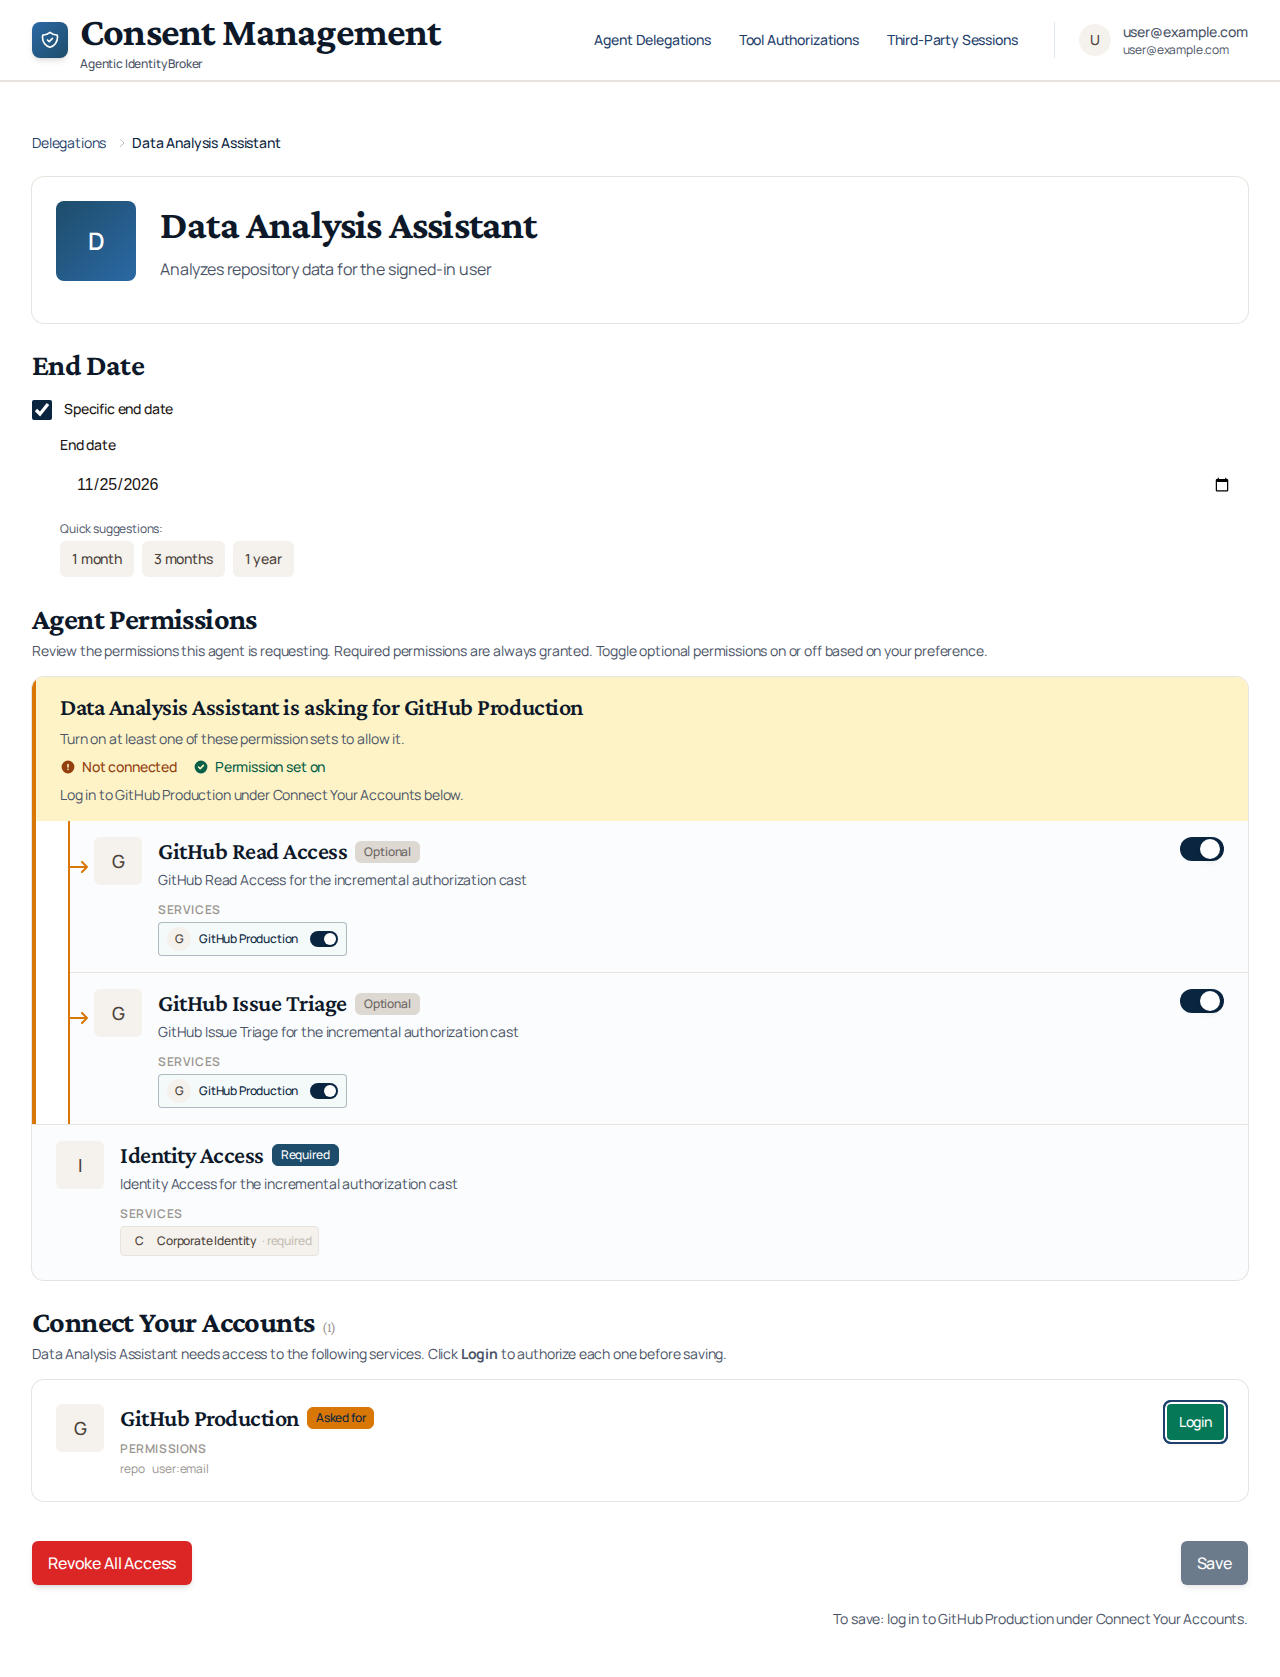 Consent Management
Agentic Identity Broker
Agent Delegations
Tool Authorizations
Third-Party Sessions
U
user@example.com
user@example.com
Delegations
Data Analysis Assistant
D
Data Analysis Assistant
Analyzes repository data for the signed-in user
End Date
Specific end date
End date
11/25/2026
Quick suggestions:
1 month
3 months
1 year
Agent Permissions
Review the permissions this agent is requesting. Required permissions are always granted. Toggle optional permissions on or off based on your preference.
Data Analysis Assistant is asking for GitHub Production
Turn on at least one of these permission sets to allow it.
Not connected
Permission set on
Log in to GitHub Production under Connect Your Accounts below.
G
GitHub Read Access
Optional
GitHub Read Access for the incremental authorization cast
SERVICES
G
GitHub Production
G
GitHub Issue Triage
Optional
GitHub Issue Triage for the incremental authorization cast
SERVICES
G
GitHub Production
I
Identity Access
Required
Identity Access for the incremental authorization cast
SERVICES
C
Corporate Identity
· required
Connect Your Accounts (1)
Data Analysis Assistant needs access to the following services. Click Login to authorize each one before saving.
G
GitHub Production
Asked for
Login
PERMISSIONS
repo user:email
Revoke All Access
Save
To save: log in to GitHub Production under Connect Your Accounts.